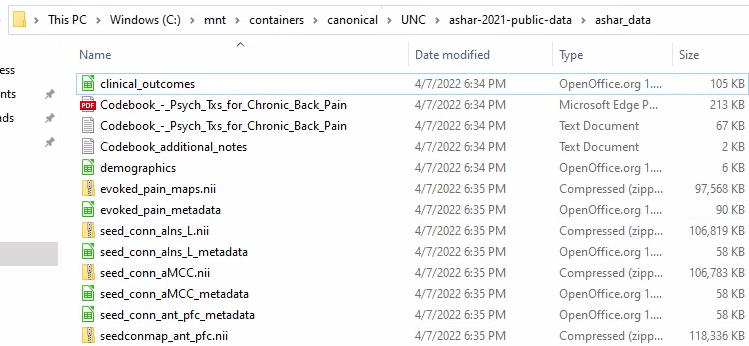 This PC > Windows (C:) > mnt > containers > canonical > UNC > ashar-2021-public-data > ashar_data
Name Date modified Type Size
ess
nts
ads
clinical_outcomes 4/7/2022 6:34 PM OpenOffice.org 1.... 105 KB
PDF Codebook_-_Psych_Txs_for_Chronic_Back_Pain 4/7/2022 6:34 PM Microsoft Edge P... 213 KB
Codebook_-_Psych_Txs_for_Chronic_Back_Pain 4/7/2022 6:34 PM Text Document 67 KB
Codebook_additional_notes 4/7/2022 6:34 PM Text Document 2 KB
demographics 4/7/2022 6:34 PM OpenOffice.org 1.... 6 KB
evoked_pain_maps.nii 4/7/2022 6:35 PM Compressed (zipp... 97,568 KB
evoked_pain_metadata 4/7/2022 6:35 PM OpenOffice.org 1.... 90 KB
seed_conn_aIns_L.nii 4/7/2022 6:35 PM Compressed (zipp... 106,819 KB
seed_conn_aIns_L_metadata 4/7/2022 6:35 PM OpenOffice.org 1.... 58 KB
seed_conn_aMCC.nii 4/7/2022 6:35 PM Compressed (zipp... 106,783 KB
seed_conn_aMCC_metadata 4/7/2022 6:35 PM OpenOffice.org 1.... 58 KB
seed_conn_ant_pfc_metadata 4/7/2022 6:35 PM OpenOffice.org 1.... 58 KB
seedconmap_ant_pfc.nii 4/7/2022 6:35 PM Compressed (zipp... 118,336 KB